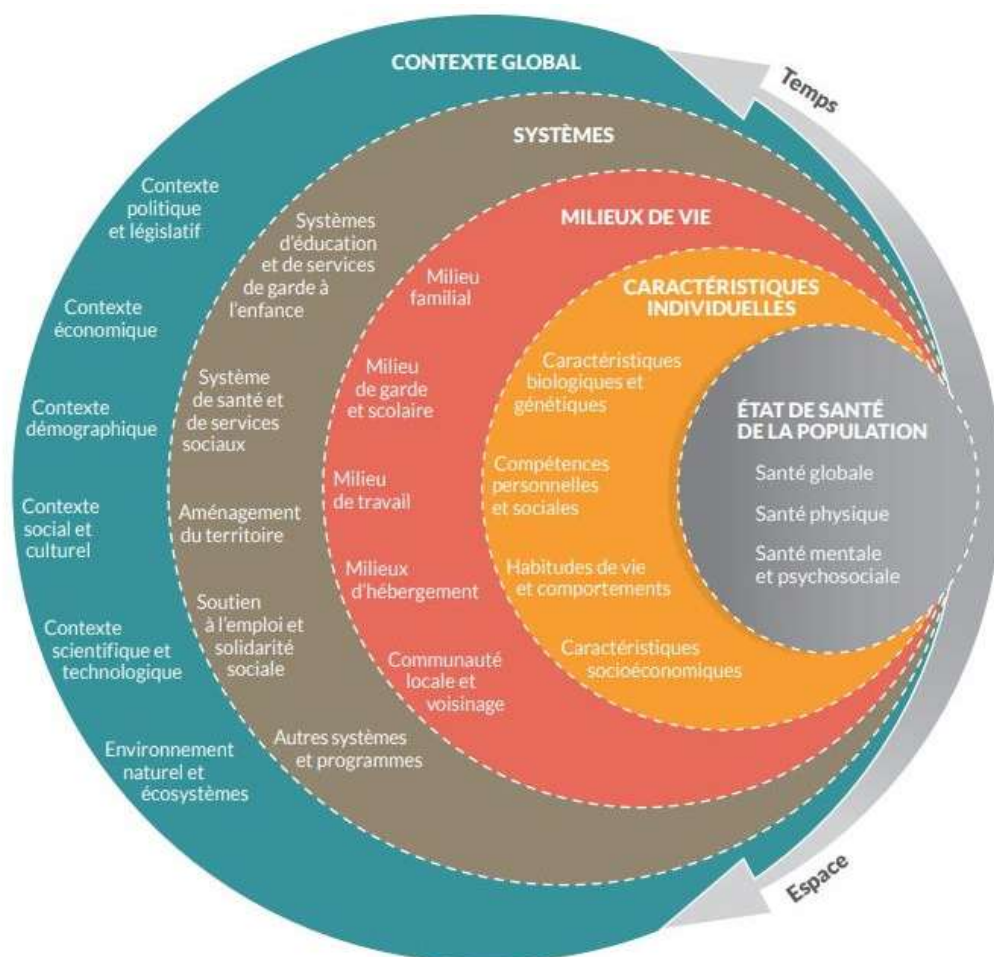 CONTEXTE GLOBAL
Temps
SYSTÈMES
MILIEUX DE VIE
CARACTÉRISTIQUES
INDIVIDUELLES
ÉTAT DE SANTÉ
DE LA POPULATION
Contexte
politique
et législatif
Contexte
économique
Contexte
démographique
Contexte
social et
culturel
Contexte
scientifique et
technologique
Environnement
naturel et
écosystèmes
Systèmes
d'éducation
et de services
de garde à
l'enfance
Système
de santé et
de services
sociaux
Aménagement
du territoire
Soutien
à l'emploi et
solidarité
sociale
Autres systèmes
et programmes
Milieu
familial
Milieu
de garde
et scolaire
Milieu
de travail
Milieux
d'hébergement
Communauté
locale et
voisinage
Caractéristiques
biologiques et
génétiques
Compétences
personnelles
et sociales
Habitudes de vie
et comportements
Caractéristiques
socioéconomiques
Santé globale
Santé physique
Santé mentale
et psychosociale
Espace